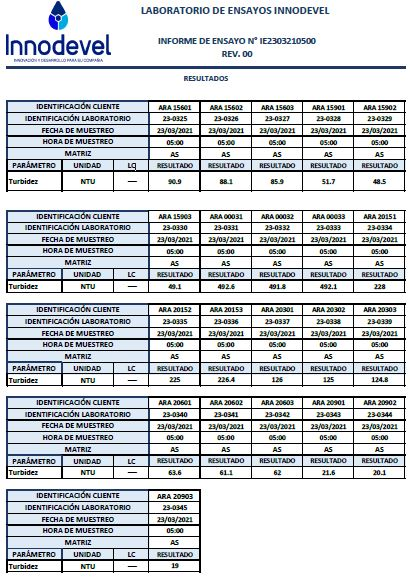 LABORATORIO DE ENSAYOS INNODEVEL
Innodevel
INNOVACIÓN Y DESARROLLO PARA SU COMPAÑÍA
INFORME DE ENSAYO Nº IE2303210500
REV. 00
RESULTADOS
IDENTIFICACIÓN CLIENTE ARA 15601 ARA 15602 ARA 15603 ARA 15901 ARA 15902
IDENTIFICACIÓN LABORATORIO 23-0325 23-0326 23-0327 23-0328 23-0329
FECHA DE MUESTREO 23/03/2021 23/03/2021 23/03/2021 23/03/2021 23/03/2021
HORA DE MUESTREO 05:00 05:00 05:00 05:00 05:00
MATRIZ AS AS AS AS AS
PARÁMETRO UNIDAD LC RESULTADO RESULTADO RESULTADO RESULTADO RESULTADO
Turbidez NTU — 90.9 88.1 85.9 51.7 48.5
IDENTIFICACIÓN CLIENTE ARA 15903 ARA 00031 ARA 00032 ARA 00033 ARA 20151
IDENTIFICACIÓN LABORATORIO 23-0330 23-0331 23-0332 23-0333 23-0334
FECHA DE MUESTREO 23/03/2021 23/03/2021 23/03/2021 23/03/2021 23/03/2021
HORA DE MUESTREO 05:00 05:00 05:00 05:00 05:00
MATRIZ AS AS AS AS AS
PARÁMETRO UNIDAD LC RESULTADO RESULTADO RESULTADO RESULTADO RESULTADO
Turbidez NTU — 49.1 492.6 491.8 492.1 228
IDENTIFICACIÓN CLIENTE ARA 20152 ARA 20153 ARA 20301 ARA 20302 ARA 20303
IDENTIFICACIÓN LABORATORIO 23-0335 23-0336 23-0337 23-0338 23-0339
FECHA DE MUESTREO 23/03/2021 23/03/2021 23/03/2021 23/03/2021 23/03/2021
HORA DE MUESTREO 05:00 05:00 05:00 05:00 05:00
MATRIZ AS AS AS AS AS
PARÁMETRO UNIDAD LC RESULTADO RESULTADO RESULTADO RESULTADO RESULTADO
Turbidez NTU — 225 226.4 126 125 124.8
IDENTIFICACIÓN CLIENTE ARA 20601 ARA 20602 ARA 20603 ARA 20901 ARA 20902
IDENTIFICACIÓN LABORATORIO 23-0340 23-0341 23-0342 23-0343 23-0344
FECHA DE MUESTREO 23/03/2021 23/03/2021 23/03/2021 23/03/2021 23/03/2021
HORA DE MUESTREO 05:00 05:00 05:00 05:00 05:00
MATRIZ AS AS AS AS AS
PARÁMETRO UNIDAD LC RESULTADO RESULTADO RESULTADO RESULTADO RESULTADO
Turbidez NTU — 63.6 61.1 62 21.6 20.1
IDENTIFICACIÓN CLIENTE ARA 20903
IDENTIFICACIÓN LABORATORIO 23-0345
FECHA DE MUESTREO 23/03/2021
HORA DE MUESTREO 05:00
MATRIZ AS
PARÁMETRO UNIDAD LC RESULTADO
Turbidez NTU — 19